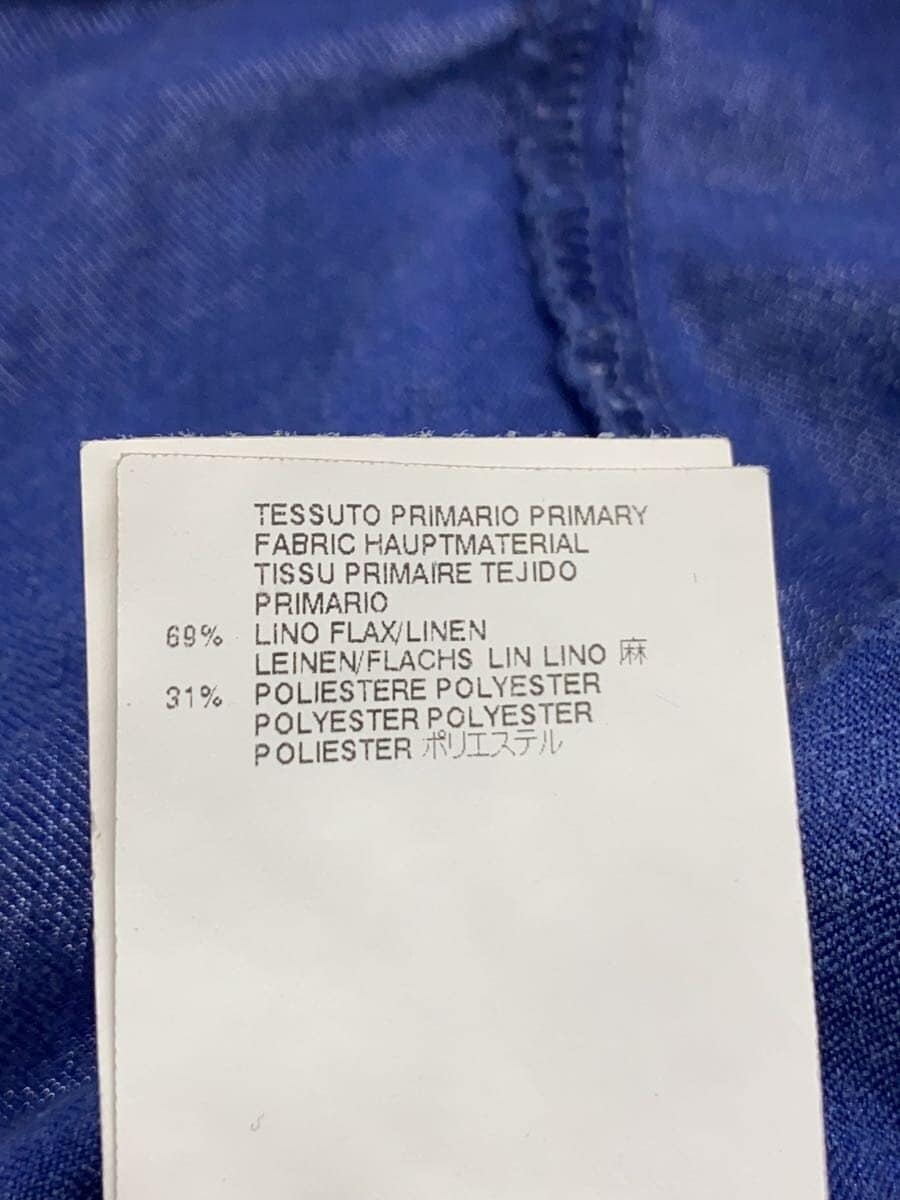 TESSUTO PRIMARIO PRIMARY
FABRIC HAUPTMATERIAL
TISSU PRIMAIRE TEJIDO
PRIMARIO
69% LINO FLAX/LINEN
LEINEN/FLACHS LIN LINO 麻
31% POLIESTERE POLYESTER
POLYESTER POLYESTER
POLIESTER ポリエステル